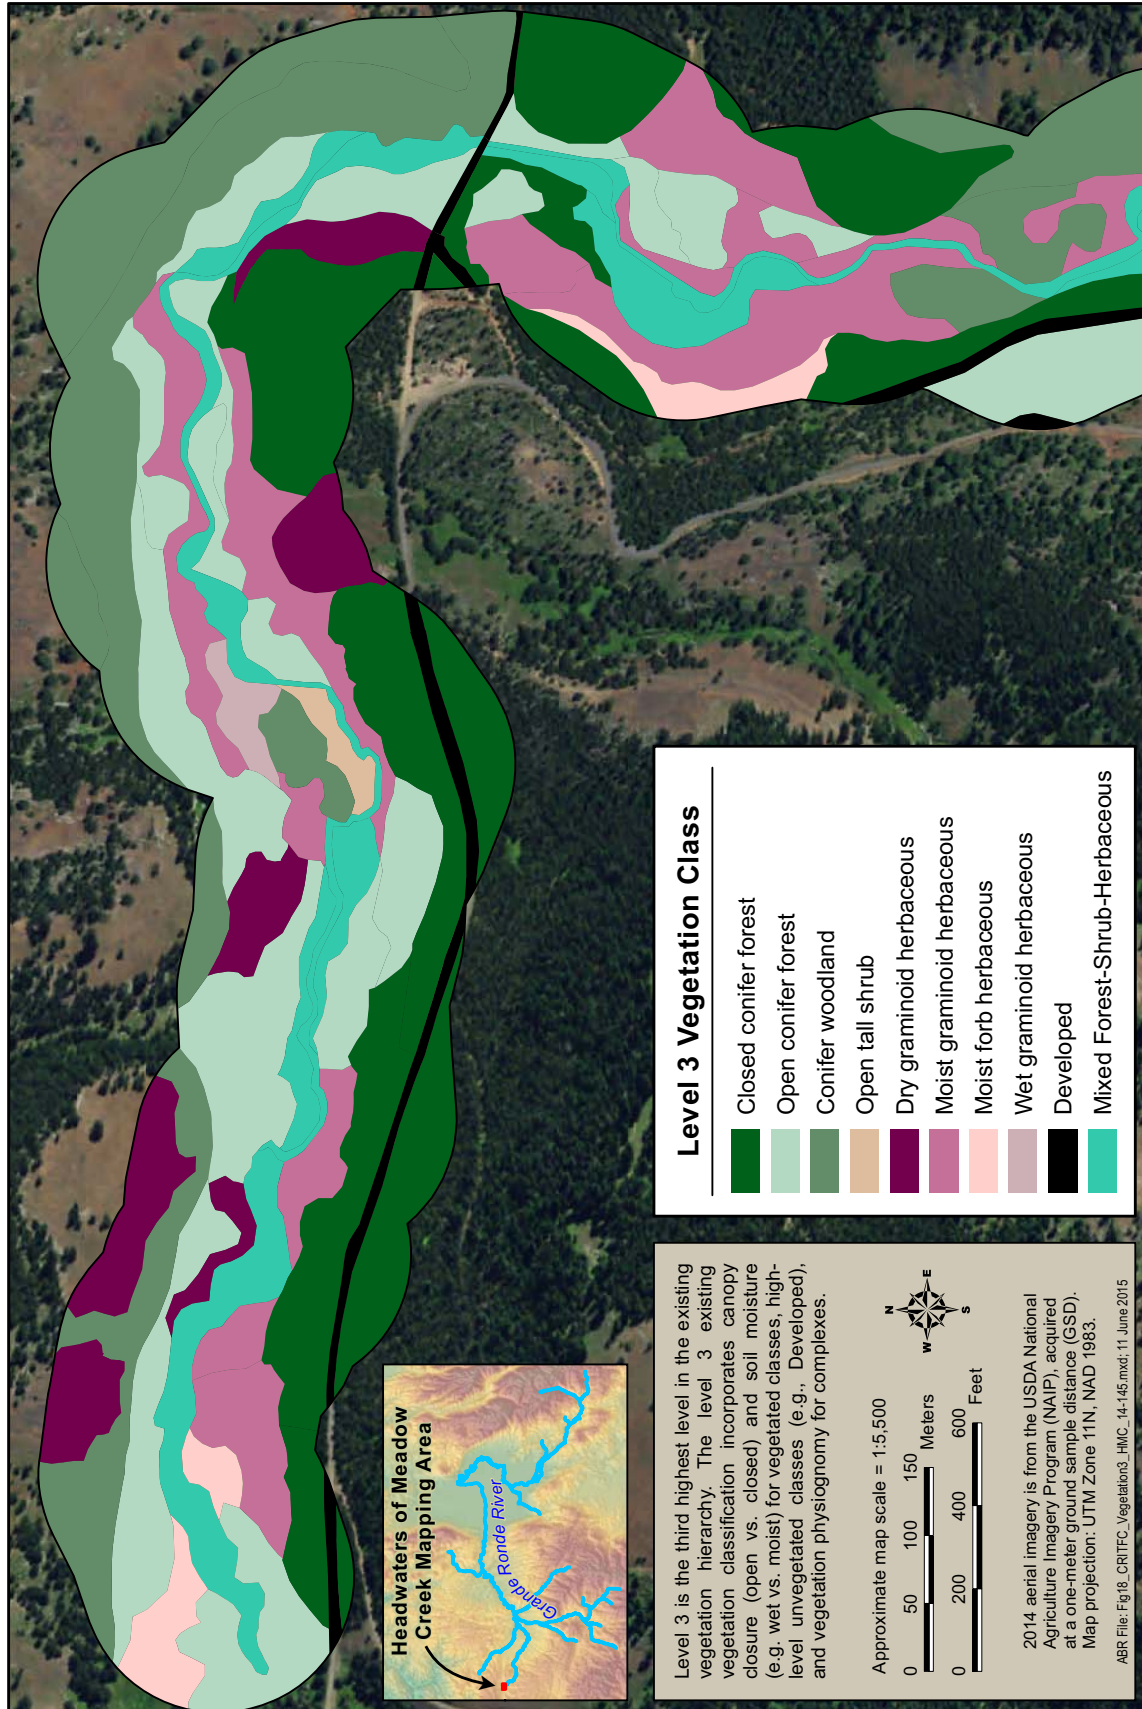 Headwaters of Meadow
Creek Mapping Area
Grande Ronde River
Level 3 is the third highest level in the existing
vegetation hierarchy. The level 3 existing
vegetation classification incorporates canopy
closure (open vs. closed) and soil moisture
(e.g. wet vs. moist) for vegetated classes, high-
level unvegetated classes (e.g., Developed),
and vegetation physiognomy for complexes.
Approximate map scale = 1:5,500
0 50 100 150
Meters
0 200 400 600
Feet
N
W E
S
2014 aerial imagery is from the USDA National
Agriculture Imagery Program (NAIP), acquired
at a one-meter ground sample distance (GSD).
Map projection: UTM Zone 11N, NAD 1983.
ABR File: Fig18_CRITFC_Vegetation3_HMC_14-145.mxd; 11 June 2015
Level 3 Vegetation Class
Closed conifer forest
Open conifer forest
Conifer woodland
Open tall shrub
Dry graminoid herbaceous
Moist graminoid herbaceous
Moist forb herbaceous
Wet graminoid herbaceous
Developed
Mixed Forest-Shrub-Herbaceous